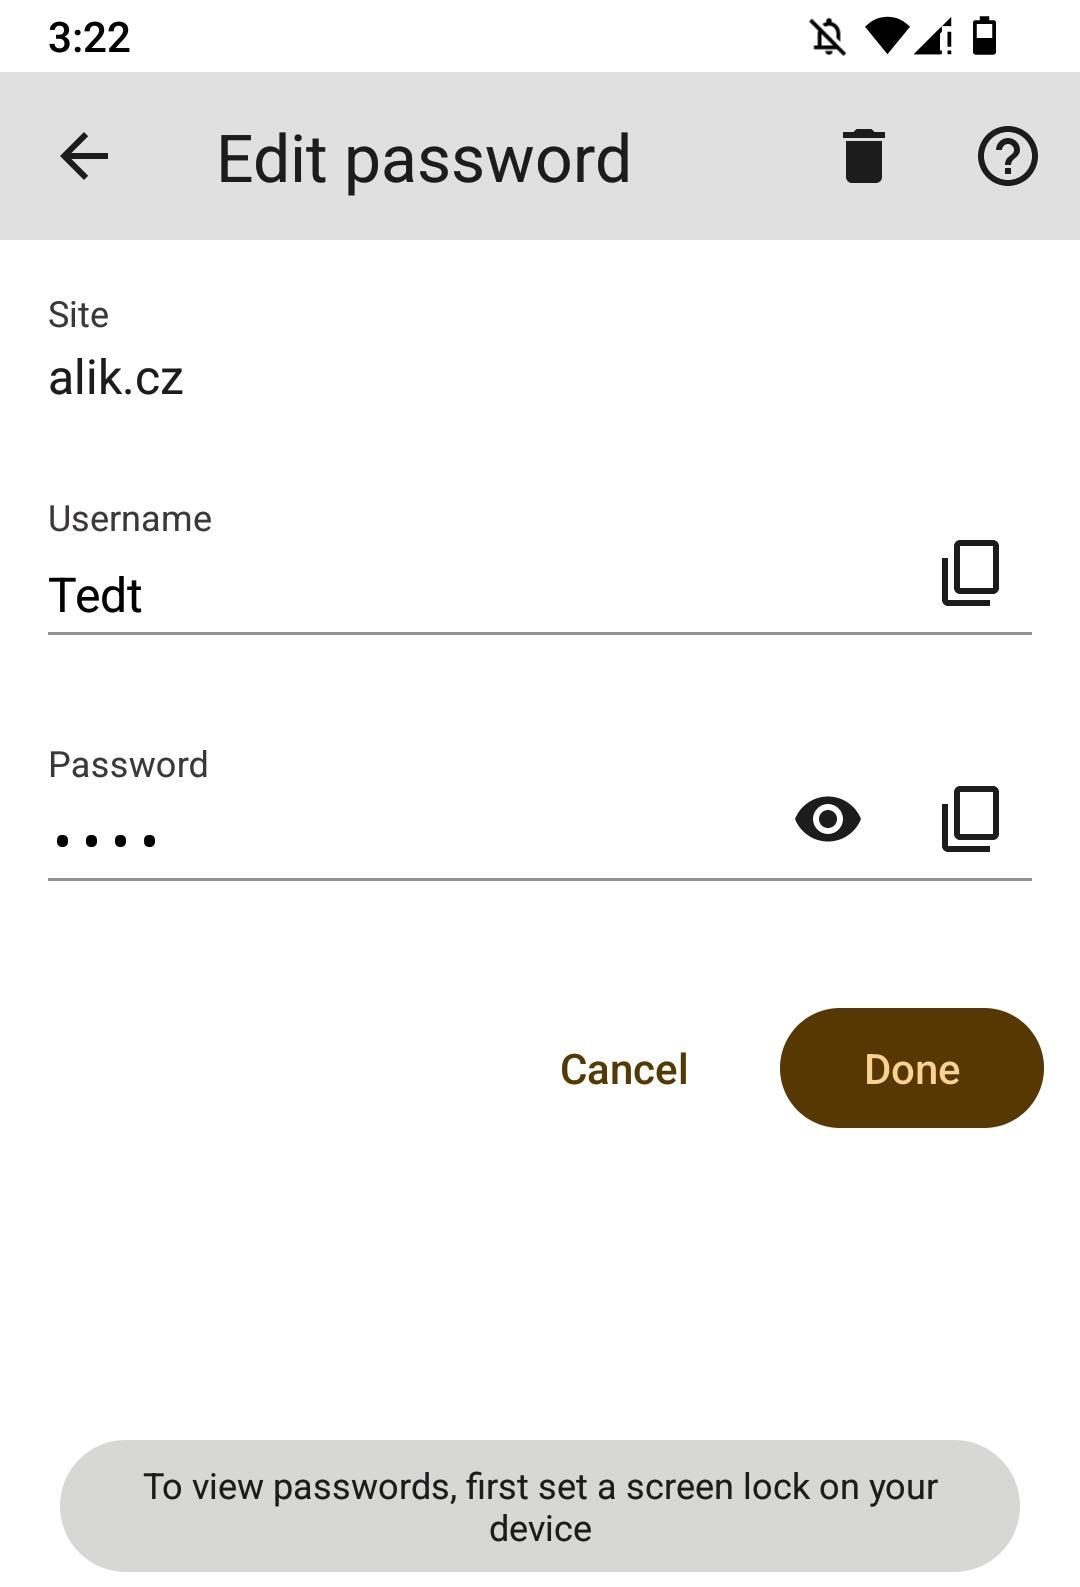 3:22
Edit password
Site
alik.cz
Username
Tedt
Password
••••
Cancel
Done
To view passwords, first set a screen lock on your
device